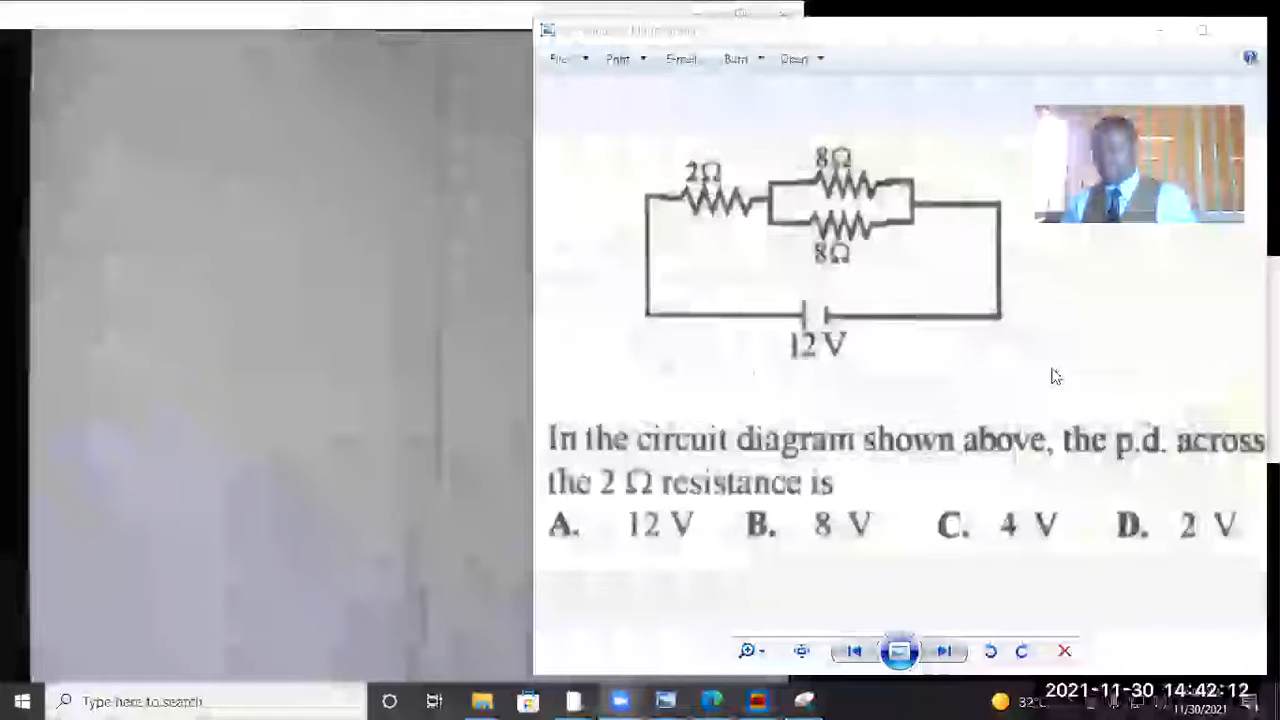 File Print E-mail Burn Open
2Ω
8Ω
8Ω
12 V
In the circuit diagram shown above, the p.d. across
the 2 Ω resistance is
A. 12 V B. 8 V C. 4 V D. 2 V
Type here to search
2021-11-30 14:42:12
11/30/2021